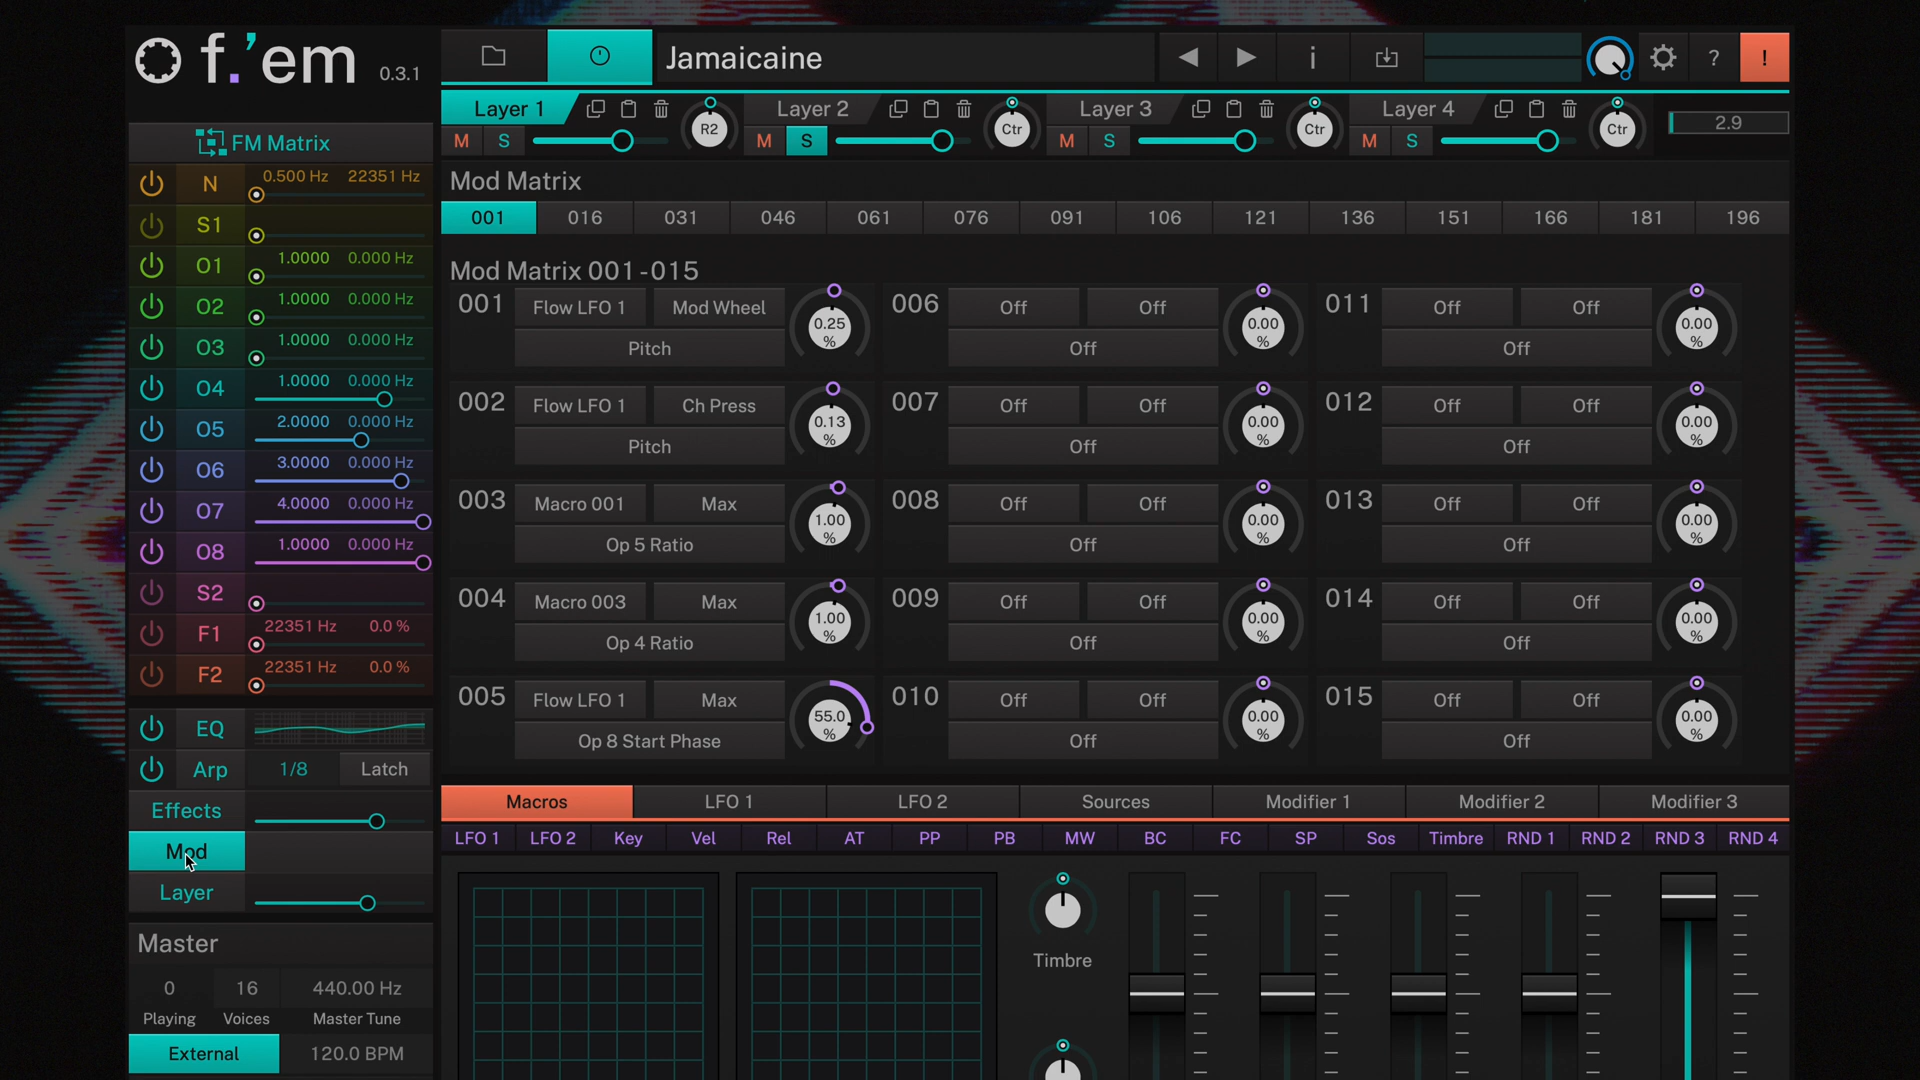 f.'em 0.3.1
Jamaicaine
i
?
!
Layer 1
Layer 2
Layer 3
Layer 4
M S R2
M S Ctr
M S Ctr
M S Ctr
2.9
FM Matrix
N 0.500 Hz 22351 Hz
S1
O1 1.0000 0.000 Hz
O2 1.0000 0.000 Hz
O3 1.0000 0.000 Hz
O4 1.0000 0.000 Hz
O5 2.0000 0.000 Hz
O6 3.0000 0.000 Hz
O7 4.0000 0.000 Hz
O8 1.0000 0.000 Hz
S2
F1 22351 Hz 0.0 %
F2 22351 Hz 0.0 %
EQ
Arp 1/8 Latch
Effects
Mod
Layer
Master
0 16 440.00 Hz
Playing Voices Master Tune
External 120.0 BPM
Mod Matrix
001 016 031 046 061 076 091 106 121 136 151 166 181 196
Mod Matrix 001-015
001 Flow LFO 1 Mod Wheel 0.25 %
Pitch
002 Flow LFO 1 Ch Press 0.13 %
Pitch
003 Macro 001 Max 1.00 %
Op 5 Ratio
004 Macro 003 Max 1.00 %
Op 4 Ratio
005 Flow LFO 1 Max 55.0 %
Op 8 Start Phase
006 Off Off 0.00 %
Off
007 Off Off 0.00 %
Off
008 Off Off 0.00 %
Off
009 Off Off 0.00 %
Off
010 Off Off 0.00 %
Off
011 Off Off 0.00 %
Off
012 Off Off 0.00 %
Off
013 Off Off 0.00 %
Off
014 Off Off 0.00 %
Off
015 Off Off 0.00 %
Off
Macros LFO 1 LFO 2 Sources Modifier 1 Modifier 2 Modifier 3
LFO 1 LFO 2 Key Vel Rel AT PP PB MW BC FC SP Sos Timbre RND 1 RND 2 RND 3 RND 4
Timbre